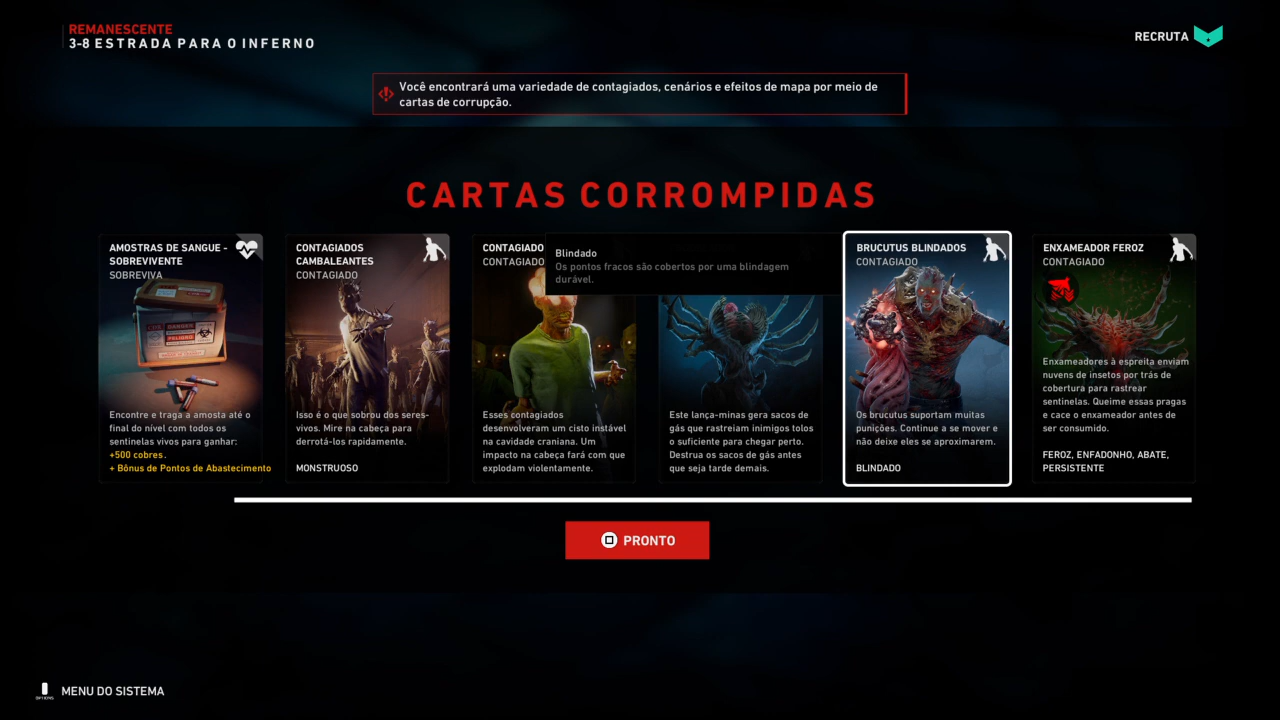 REMANESCENTE
3-8 ESTRADA PARA O INFERNO
RECRUTA
Você encontrará uma variedade de contagiados, cenários e efeitos de mapa por meio de
cartas de corrupção.
CARTAS CORROMPIDAS
AMOSTRAS DE SANGUE -
SOBREVIVENTE
SOBREVIVA
Encontre e traga a amosta até o
final do nível com todos os
sentinelas vivos para ganhar:
+500 cobres.
+ Bônus de Pontos de Abastecimento
CONTAGIADOS
CAMBALEANTES
CONTAGIADO
Isso é o que sobrou dos seres-
vivos. Mire na cabeça para
derrotá-los rapidamente.
MONSTRUOSO
CONTAGIADO
CONTAGIADO
Esses contagiados
desenvolveram um cisto instável
na cavidade craniana. Um
impacto na cabeça fará com que
explodam violentamente.
Blindado
Os pontos fracos são cobertos por uma blindagem
durável.
Este lança-minas gera sacos de
gás que rastreiam inimigos tolos
o suficiente para chegar perto.
Destrua os sacos de gás antes
que seja tarde demais.
BRUCUTUS BLINDADOS
CONTAGIADO
Os brucutus suportam muitas
punições. Continue a se mover e
não deixe eles se aproximarem.
BLINDADO
ENXAMEADOR FEROZ
CONTAGIADO
Enxameadores à espreita enviam
nuvens de insetos por trás de
cobertura para rastrear
sentinelas. Queime essas pragas
e cace o enxameador antes de
ser consumido.
FEROZ, ENFADONHO, ABATE,
PERSISTENTE
PRONTO
OPTIONS
MENU DO SISTEMA